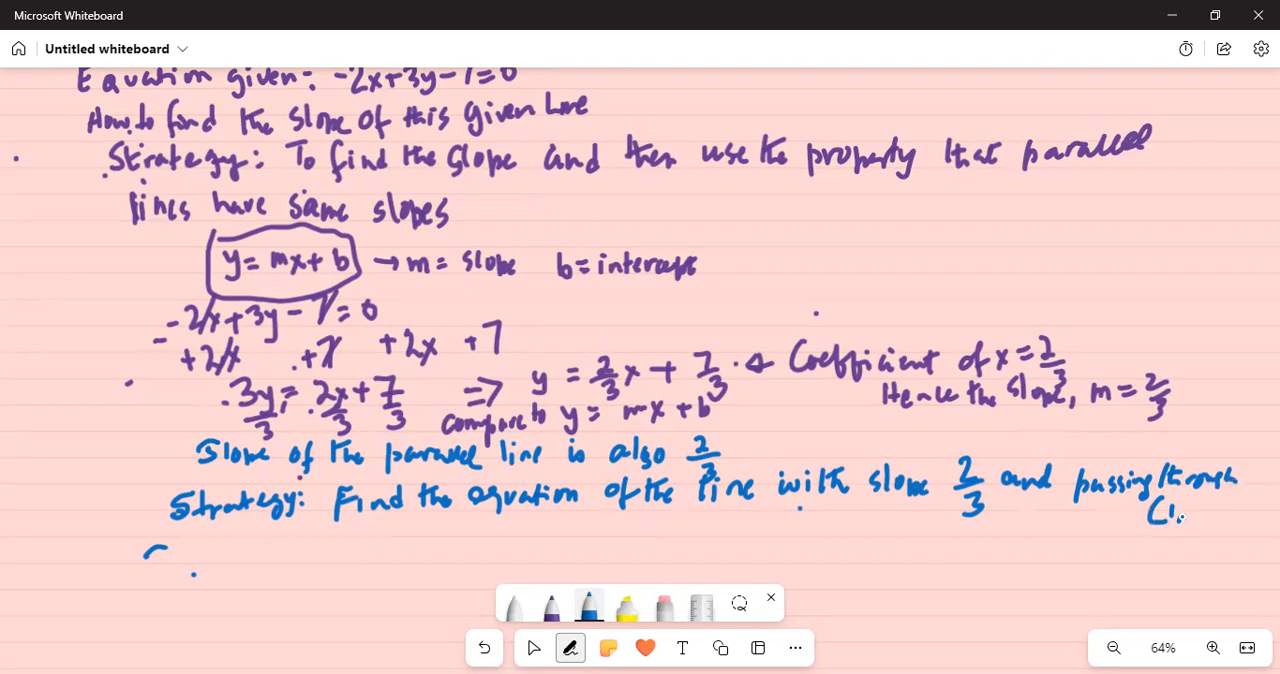 Microsoft Whiteboard
Untitled whiteboard
Equation given: -2x+3y-7=0
How to find the slope of this given line
Strategy: To find the slope and then use the property that parallel
lines have same slopes
y = mx + b → m = slope b = intercept
-2x+3y-7=0
+2x +7 +2x +7
3y/3 = 2x/3 + 7/3 => y = 2/3 x + 7/3 Coefficient of x = 2/3
compare to y = mx + b Hence the slope, m = 2/3
Slope of the parallel line is also 2/3
Strategy: Find the equation of the line with slope 2/3 and passing through
(1,
64%